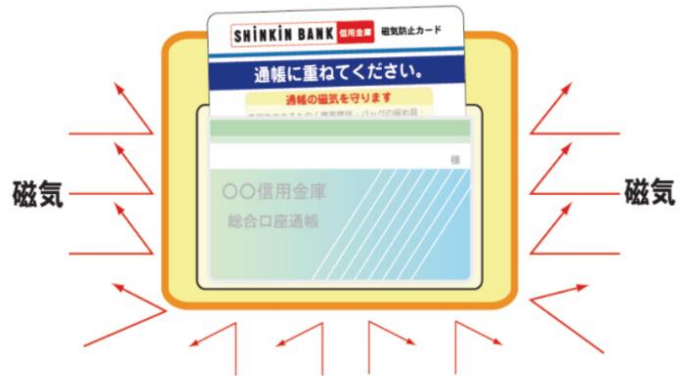 SHiNKiN BANK 信用金庫 磁気防止カード
通帳に重ねてください。
通帳の磁気を守ります
様
磁気
磁気
〇〇信用金庫
総合口座通帳